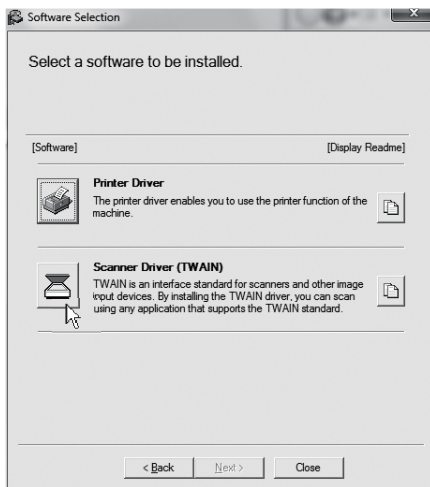 Software Selection
Select a software to be installed.
[Software] [Display Readme]
Printer Driver
The printer driver enables you to use the printer function of the
machine.
Scanner Driver (TWAIN)
TWAIN is an interface standard for scanners and other image
input devices. By installing the TWAIN driver, you can scan
using any application that supports the TWAIN standard.
< Back Next > Close